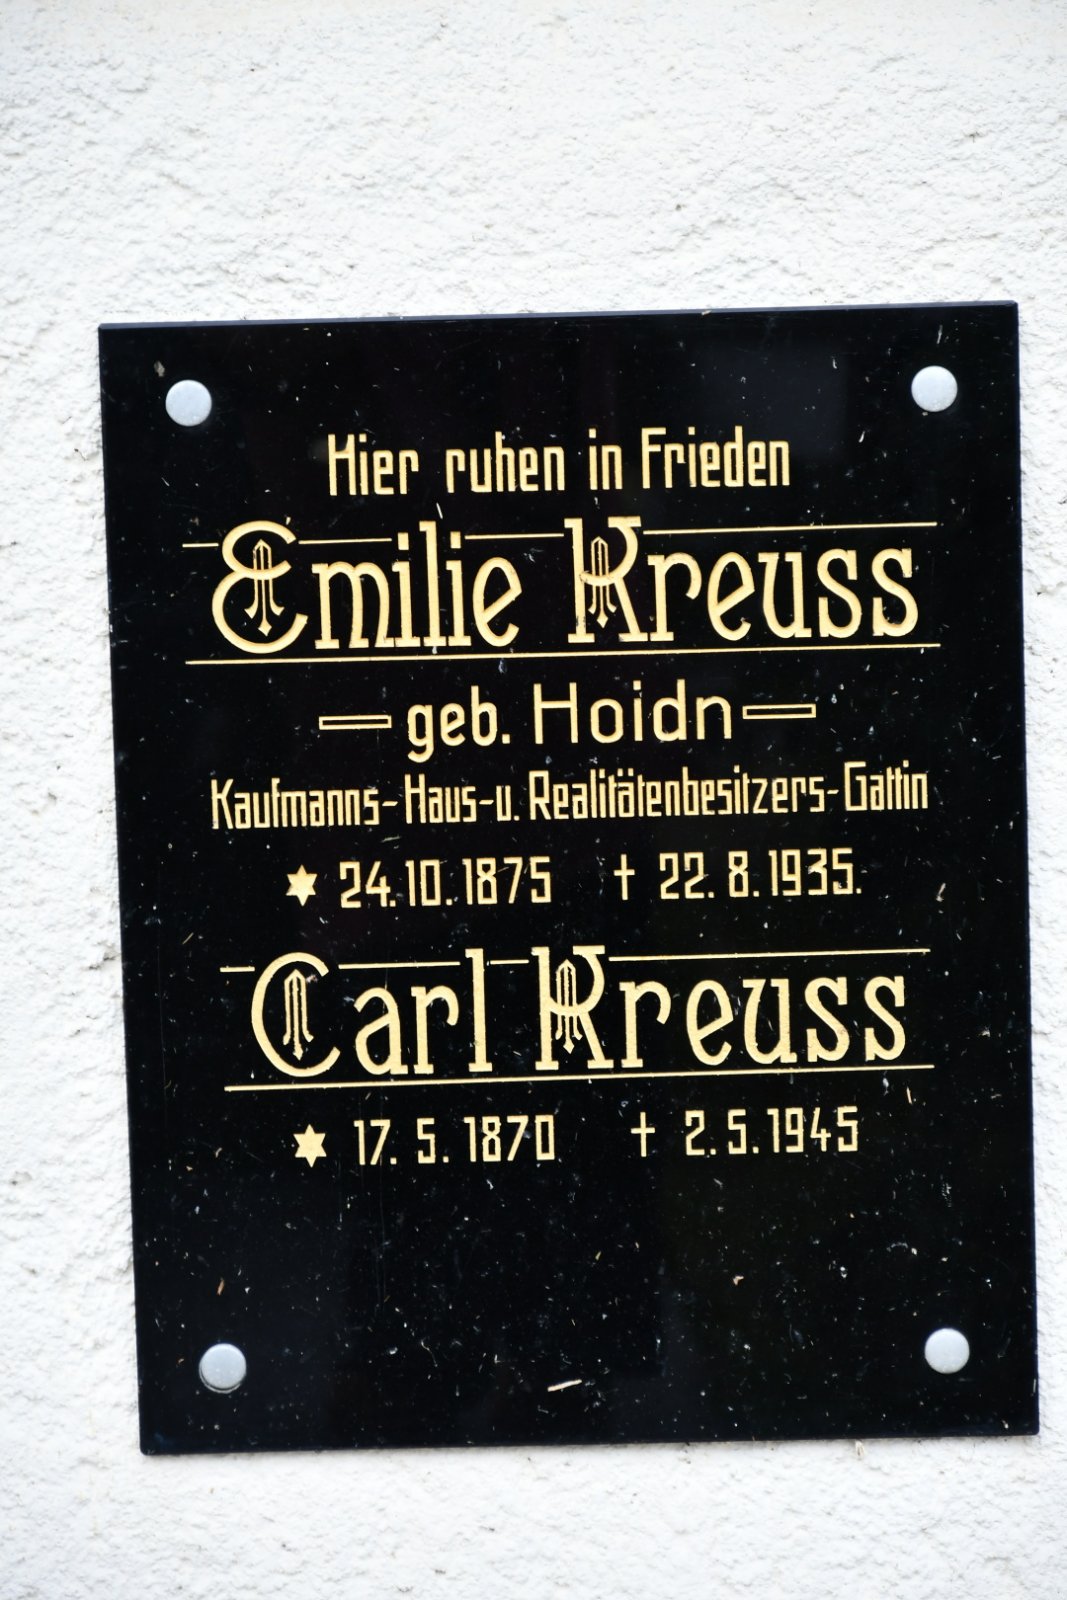 Hier ruhen in Frieden
Emilie Kreuss
geb. Hoidn
Kaufmanns-Haus-u. Realitätenbesitzers-Gattin
✶ 24.10.1875 † 22.8.1935.
Carl Kreuss
✶ 17.5.1870 † 2.5.1945